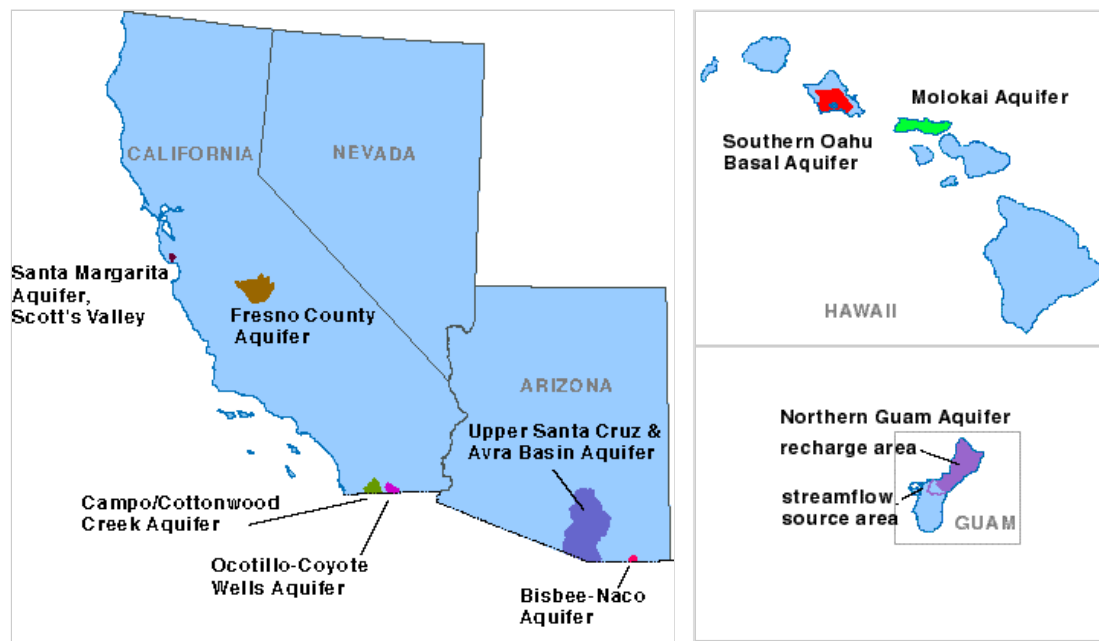 CALIFORNIA
NEVADA
Santa Margarita
Aquifer,
Scott's Valley
Fresno County
Aquifer
ARIZONA
Upper Santa Cruz &
Avra Basin Aquifer
Campo/Cottonwood
Creek Aquifer
Ocotillo-Coyote
Wells Aquifer
Bisbee-Naco
Aquifer
Molokai Aquifer
Southern Oahu
Basal Aquifer
HAWAII
Northern Guam Aquifer
recharge area
streamflow
source area
GUAM